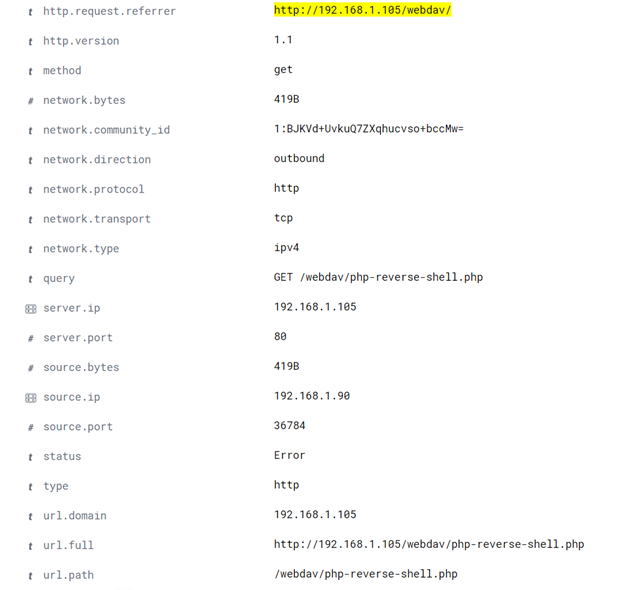 t http.request.referrer http://192.168.1.105/webdav/
t http.version 1.1
t method get
# network.bytes 419B
t network.community_id 1:BJKVd+UvkuQ7ZXqhucvso+bccMw=
t network.direction outbound
t network.protocol http
t network.transport tcp
t network.type ipv4
t query GET /webdav/php-reverse-shell.php
server.ip 192.168.1.105
# server.port 80
# source.bytes 419B
source.ip 192.168.1.90
# source.port 36784
t status Error
t type http
t url.domain 192.168.1.105
t url.full http://192.168.1.105/webdav/php-reverse-shell.php
t url.path /webdav/php-reverse-shell.php